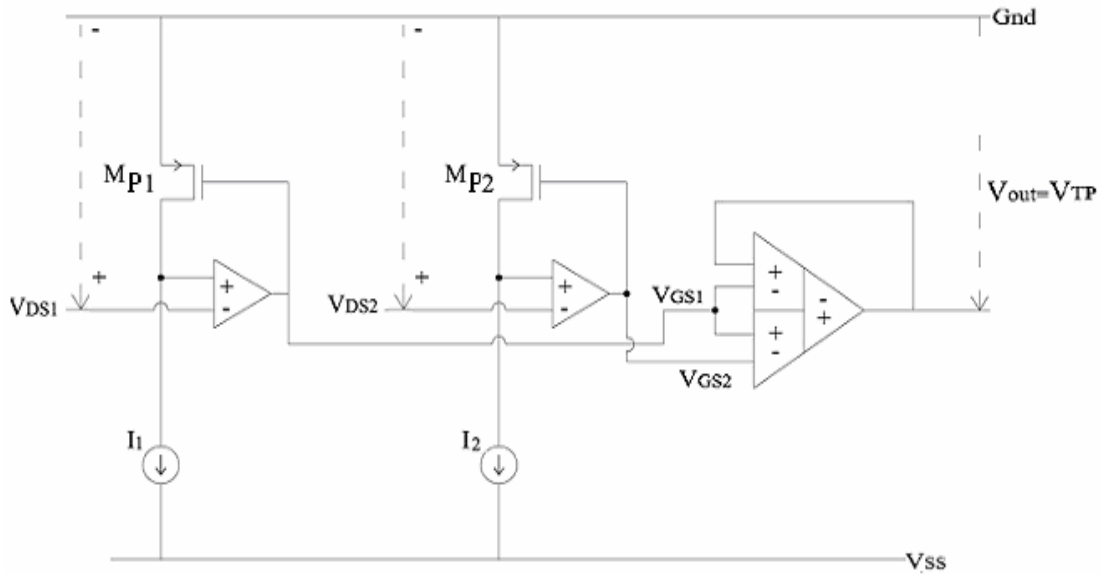 Gnd
- -
MP1 MP2 Vout=VTP
+ + + -
+ - + - - +
VDS1 VDS2 VGS1
+ -
VGS2
I1 I2
VSS